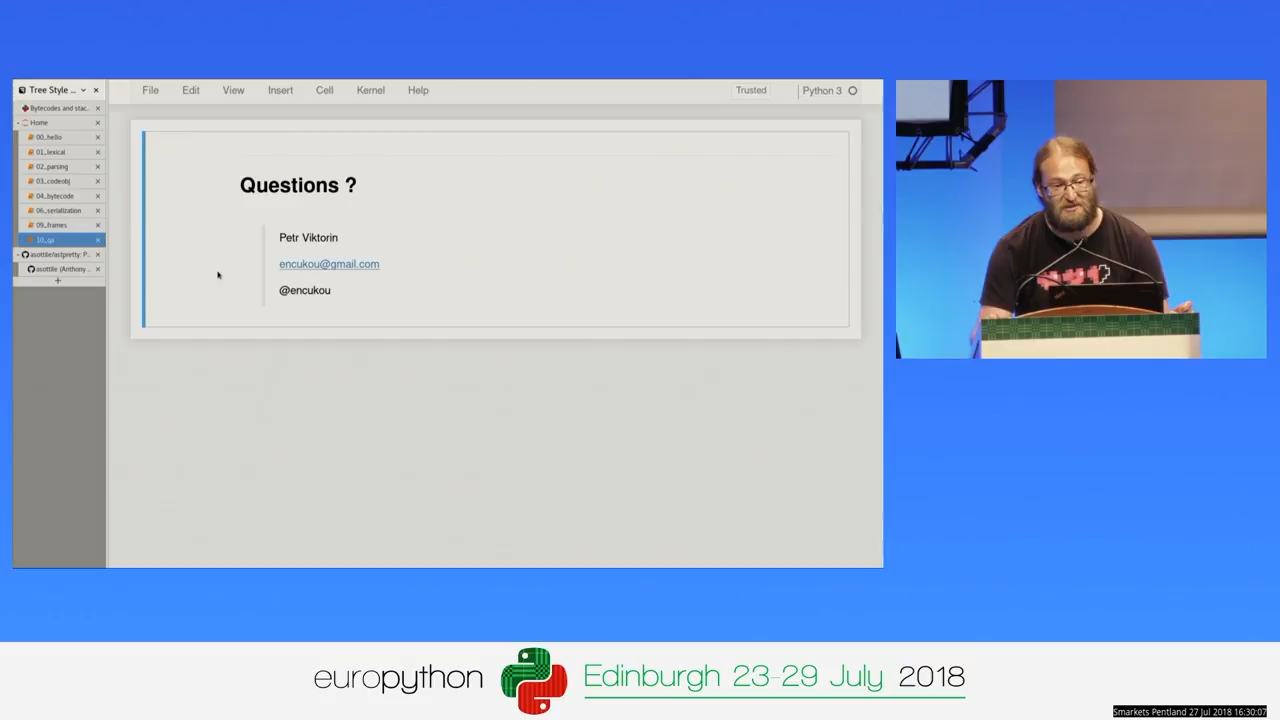 Tree Style ...
Bytecodes and stac..
Home
00_hello
01_lexical
02_parsing
03_codeobj
04_bytecode
06_serialization
09_frames
10_qa
asottile/astpretty: P..
asottile (Anthony ..
File Edit View Insert Cell Kernel Help
Trusted
Python 3
Questions ?
Petr Viktorin
encukou@gmail.com
@encukou
europython
Edinburgh 23-29 July 2018
Smarkets Pentland 27 Jul 2018 16:30:07